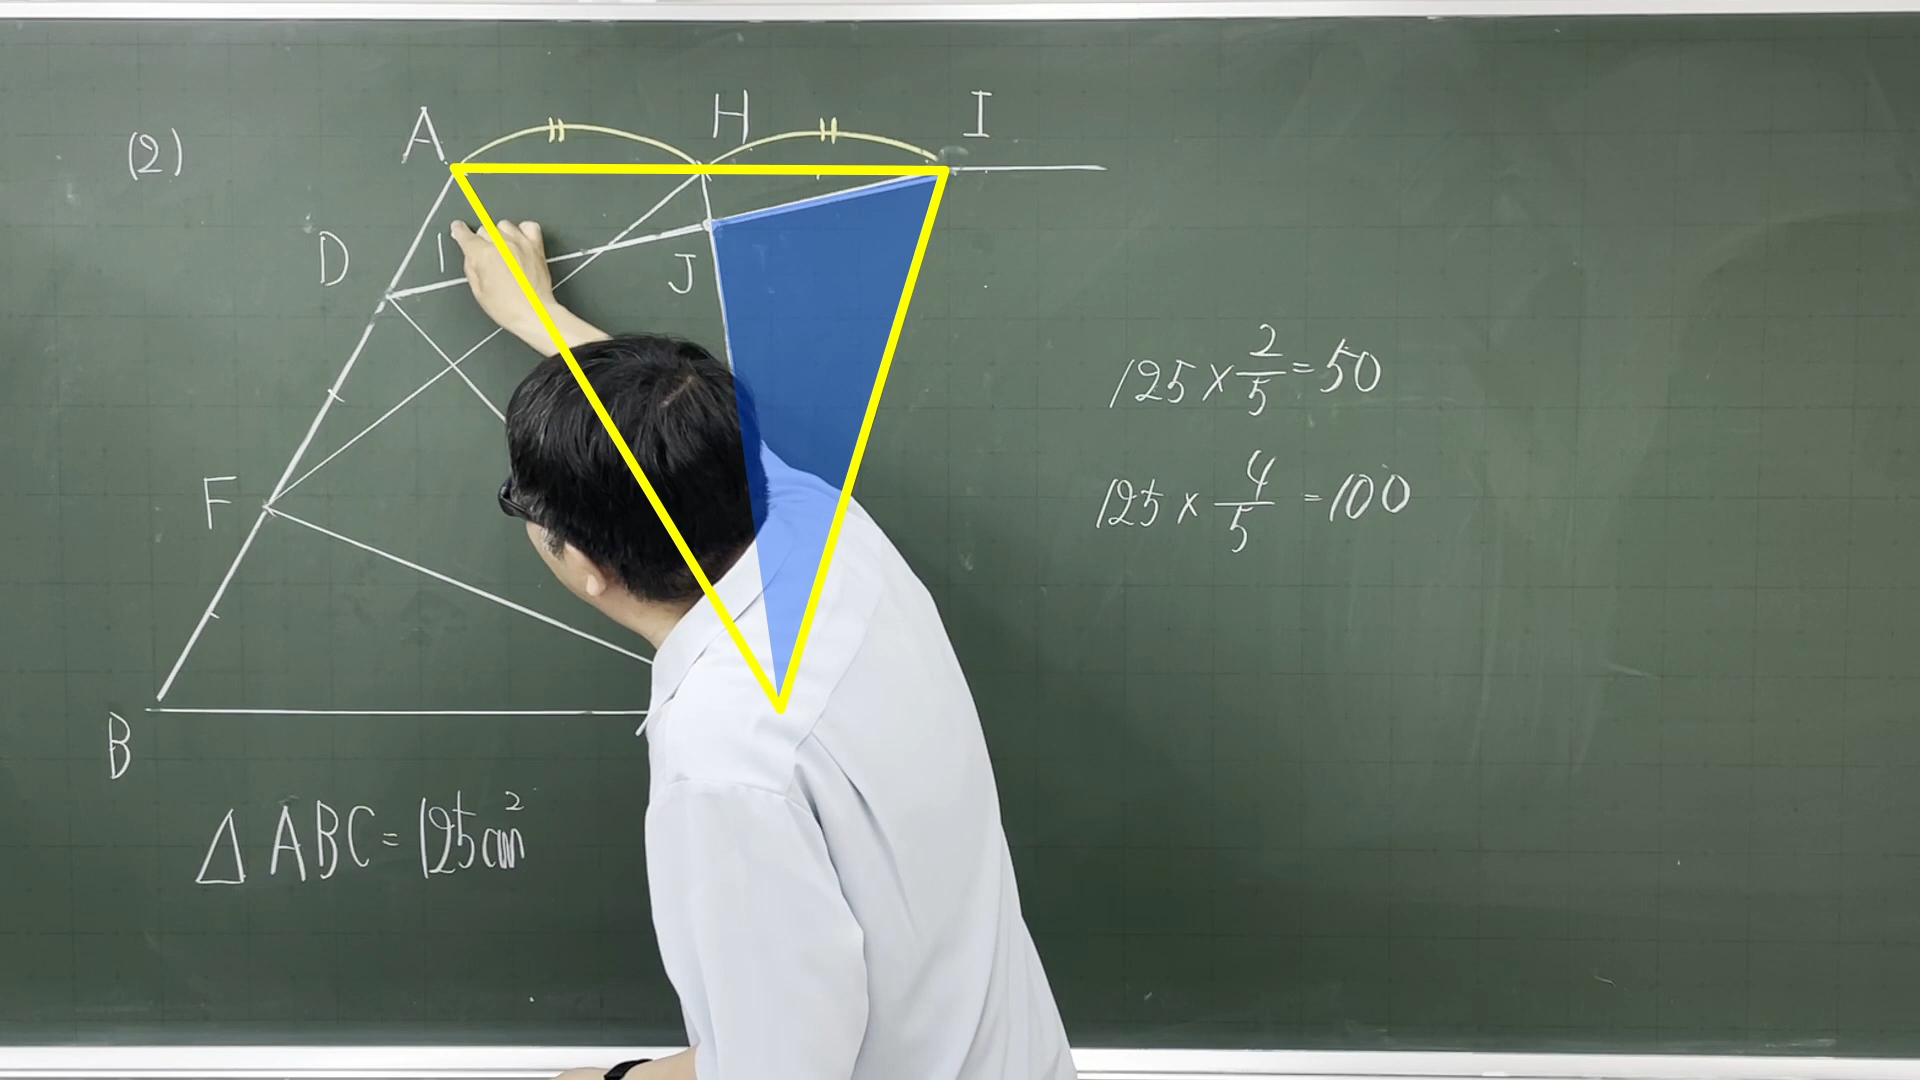 (2)
A H I
D 1 J
F
B
125 × 2/5 = 50
125 × 4/5 = 100
△ABC = 125cm²